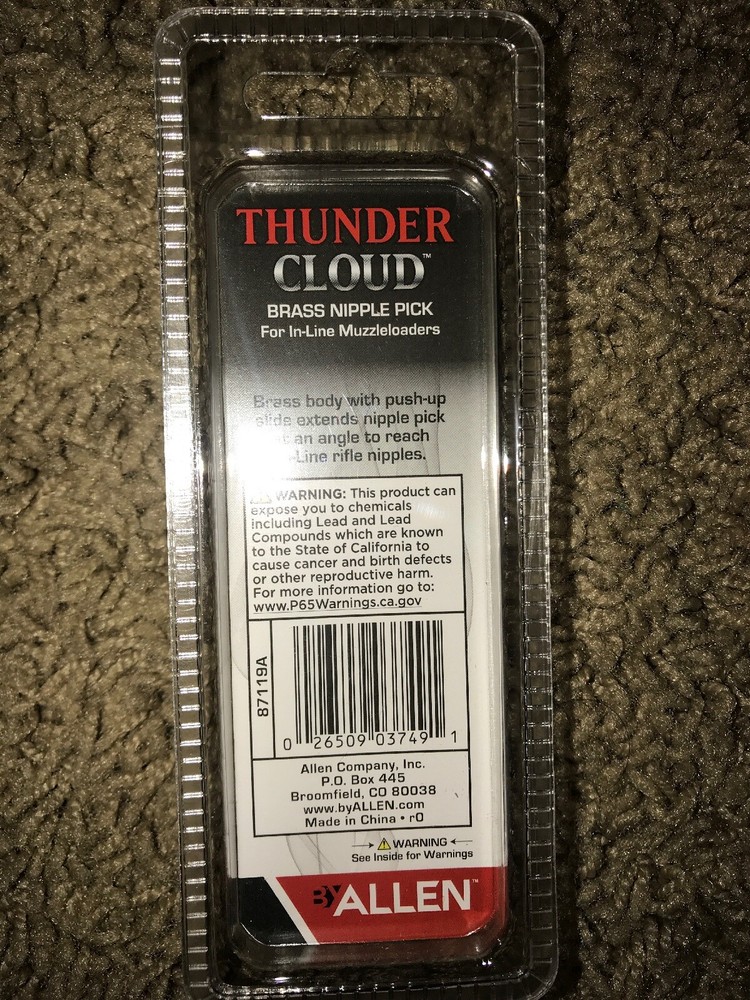 THUNDER
CLOUD™
BRASS NIPPLE PICK
For In-Line Muzzleloaders
Brass body with push-up
slide extends nipple pick
an angle to reach
-Line rifle nipples.
⚠ WARNING: This product can
expose you to chemicals
including Lead and Lead
Compounds which are known
to the State of California to
cause cancer and birth defects
or other reproductive harm.
For more information go to:
www.P65Warnings.ca.gov
87119A
0 26509 03749 1
Allen Company, Inc.
P.O. Box 445
Broomfield, CO 80038
www.byALLEN.com
Made in China • r0
→ ⚠ WARNING ←
See Inside for Warnings
BY ALLEN™